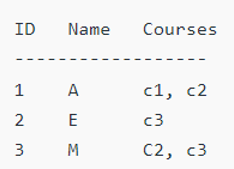 ID Name Courses
------------------
1 A c1, c2
2 E c3
3 M C2, c3